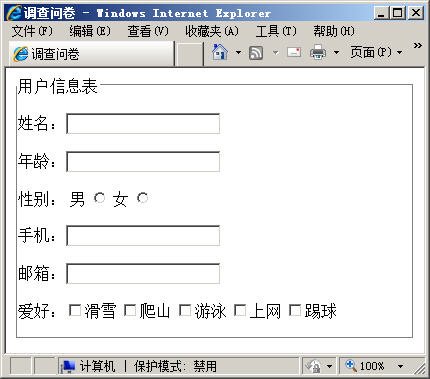 调查问卷 - Windows Internet Explorer
文件(F) 编辑(E) 查看(V) 收藏夹(A) 工具(T) 帮助(H)
调查问卷 页面(P) »
用户信息表
姓名：
年龄：
性别： 男 女
手机：
邮箱：
爱好： 滑雪 爬山 游泳 上网 踢球
计算机 | 保护模式: 禁用 100%